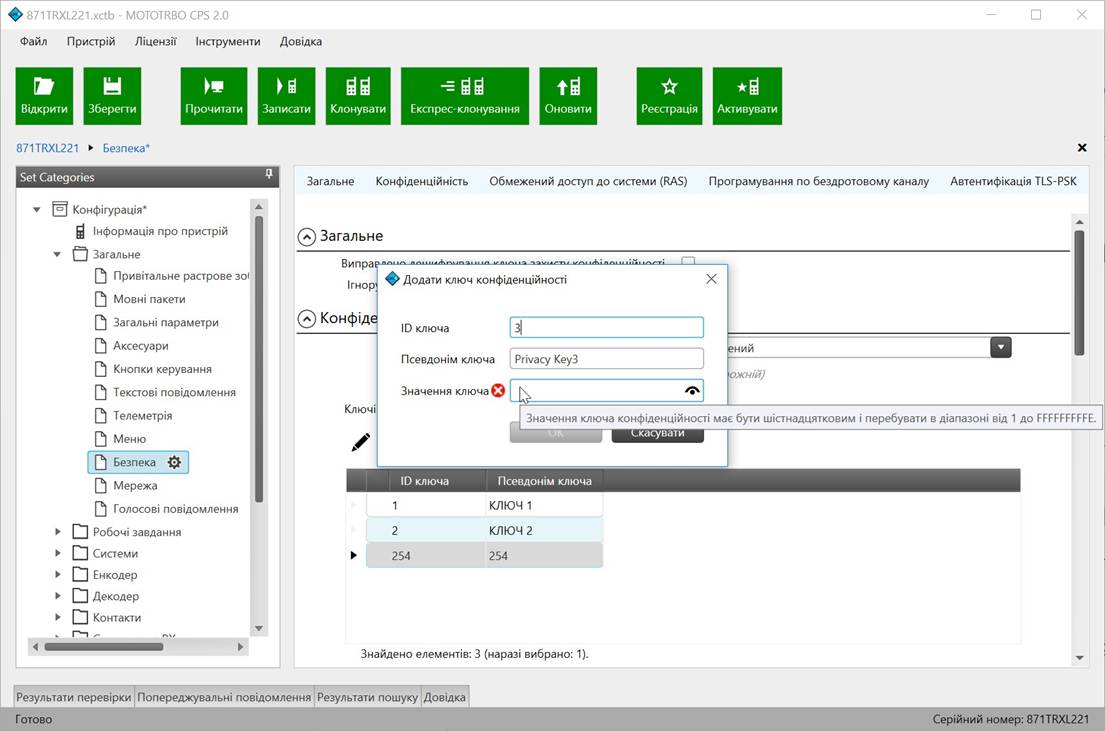 871TRXL221.xctb - MOTOTRBO CPS 2.0
Файл Пристрій Ліцензії Інструменти Довідка
Відкрити Зберегти Прочитати Записати Клонувати Експрес-клонування Оновити Реєстрація Активувати
871TRXL221 Безпека*
Set Categories
Конфігурація*
Інформація про пристрій
Загальне
Привітальне растрове
Мовні пакети
Загальні параметри
Аксесуари
Кнопки керування
Текстові повідомлення
Телеметрія
Меню
Безпека
Мережа
Голосові повідомлення
Робочі завдання
Системи
Енкодер
Декодер
Контакти
Загальне Конфіденційність Обмежений доступ до системи (RAS) Програмування по бездротовому каналу Автентифікація TLS-PSK
Загальне
Виправлено дешифрування ключа захисту конфіденційності
Ігнору
Конфіде
ений
ожній)
Ключі
Додати ключ конфіденційності
ID ключа 3
Псевдонім ключа Privacy Key3
Значення ключа
Значення ключа конфіденційності має бути шістнадцятковим і перебувати в діапазоні від 1 до FFFFFFFFFE.
OK Скасувати
ID ключа Псевдонім ключа
1 КЛЮЧ 1
2 КЛЮЧ 2
254 254
Знайдено елементів: 3 (наразі вибрано: 1).
Результати перевірки Попереджувальні повідомлення Результати пошуку Довідка
Готово Серійний номер: 871TRXL221